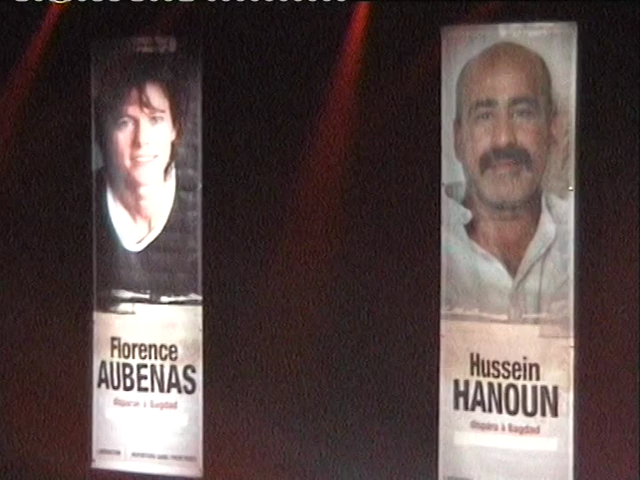 Florence
AUBENAS
disparue à Bagdad
Hussein
HANOUN
disparu à Bagdad